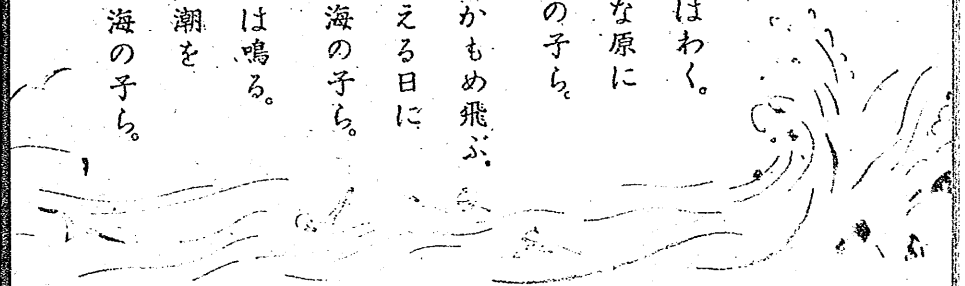 はわく。
な原に
の子ら。
かもめ飛ぶ。
える日に
海の子ら。
は鳴る。
潮を
海の子ら。